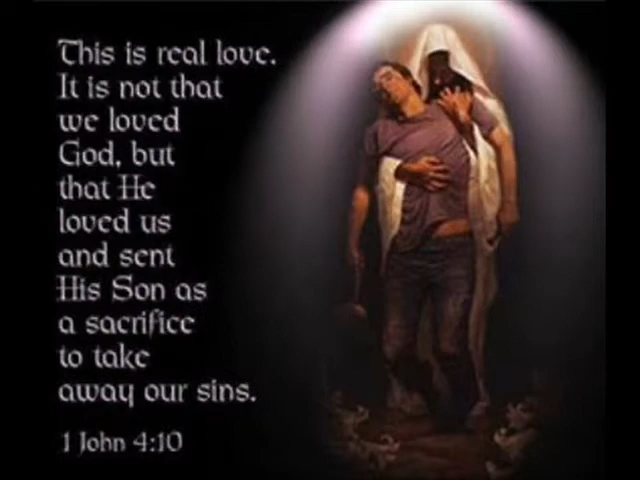 This is real love.
It is not that
we loved
God, but
that He
loved us
and sent
His Son as
a sacrifice
to take
away our sins.
1 John 4:10